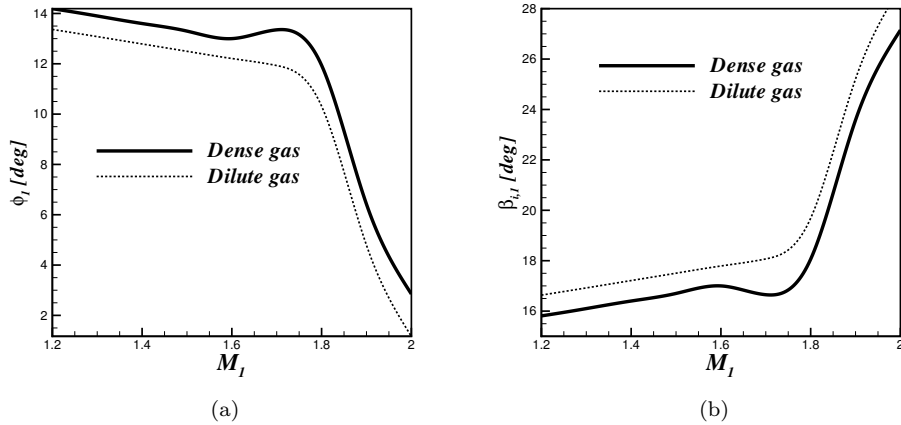 14
12
10
8
6
4
2
ϕ₁ [deg]
Dense gas
Dilute gas
1.2 1.4 1.6 1.8 2
M₁
(a)
28
26
24
22
20
18
16
βᵢ,₁ [deg]
Dense gas
Dilute gas
1.2 1.4 1.6 1.8 2
M₁
(b)